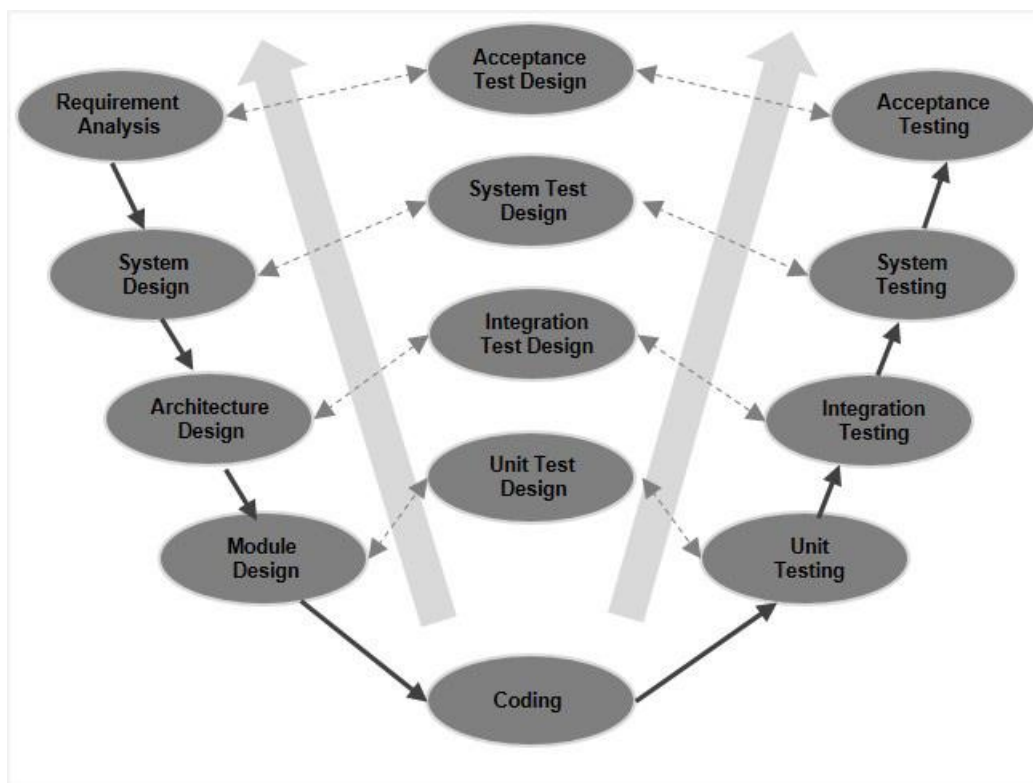 Acceptance
Test Design
Requirement
Analysis
Acceptance
Testing
System Test
Design
System
Design
System
Testing
Integration
Test Design
Architecture
Design
Integration
Testing
Unit Test
Design
Module
Design
Unit
Testing
Coding